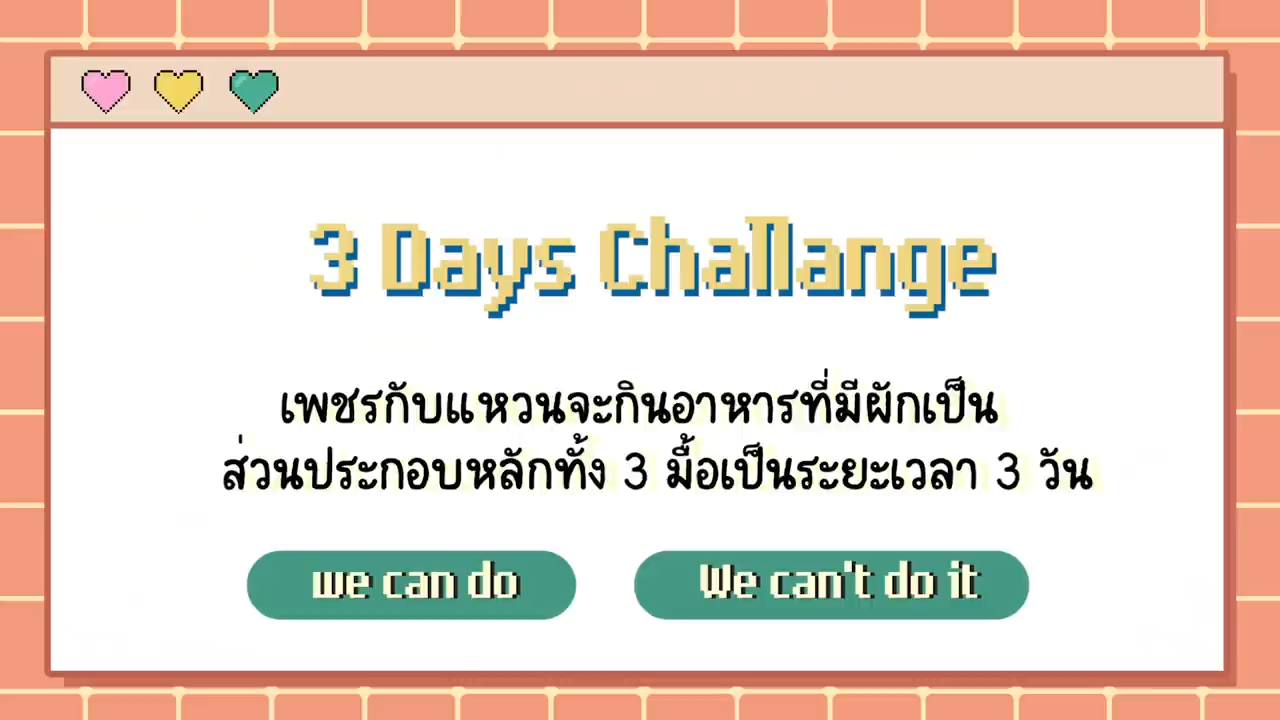 3 Days Challange
เพชรกับแหวนจะกินอาหารที่มีผักเป็น
ส่วนประกอบหลักทั้ง 3 มื้อเป็นระยะเวลา 3 วัน
we can do
We can't do it